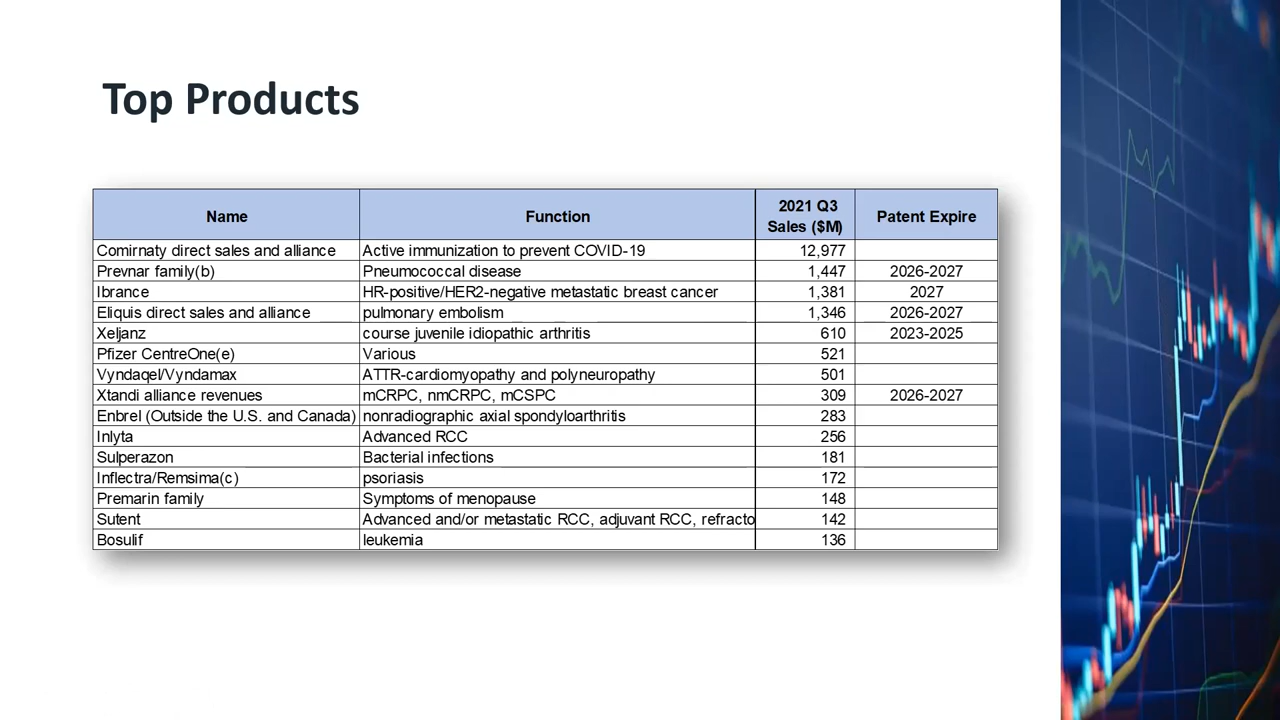 Top Products
Name Function 2021 Q3 Sales ($M) Patent Expire
Comirnaty direct sales and alliance Active immunization to prevent COVID-19 12,977
Prevnar family(b) Pneumococcal disease 1,447 2026-2027
Ibrance HR-positive/HER2-negative metastatic breast cancer 1,381 2027
Eliquis direct sales and alliance pulmonary embolism 1,346 2026-2027
Xeljanz course juvenile idiopathic arthritis 610 2023-2025
Pfizer CentreOne(e) Various 521
Vyndaqel/Vyndamax ATTR-cardiomyopathy and polyneuropathy 501
Xtandi alliance revenues mCRPC, nmCRPC, mCSPC 309 2026-2027
Enbrel (Outside the U.S. and Canada) nonradiographic axial spondyloarthritis 283
Inlyta Advanced RCC 256
Sulperazon Bacterial infections 181
Inflectra/Remsima(c) psoriasis 172
Premarin family Symptoms of menopause 148
Sutent Advanced and/or metastatic RCC, adjuvant RCC, refracto 142
Bosulif leukemia 136